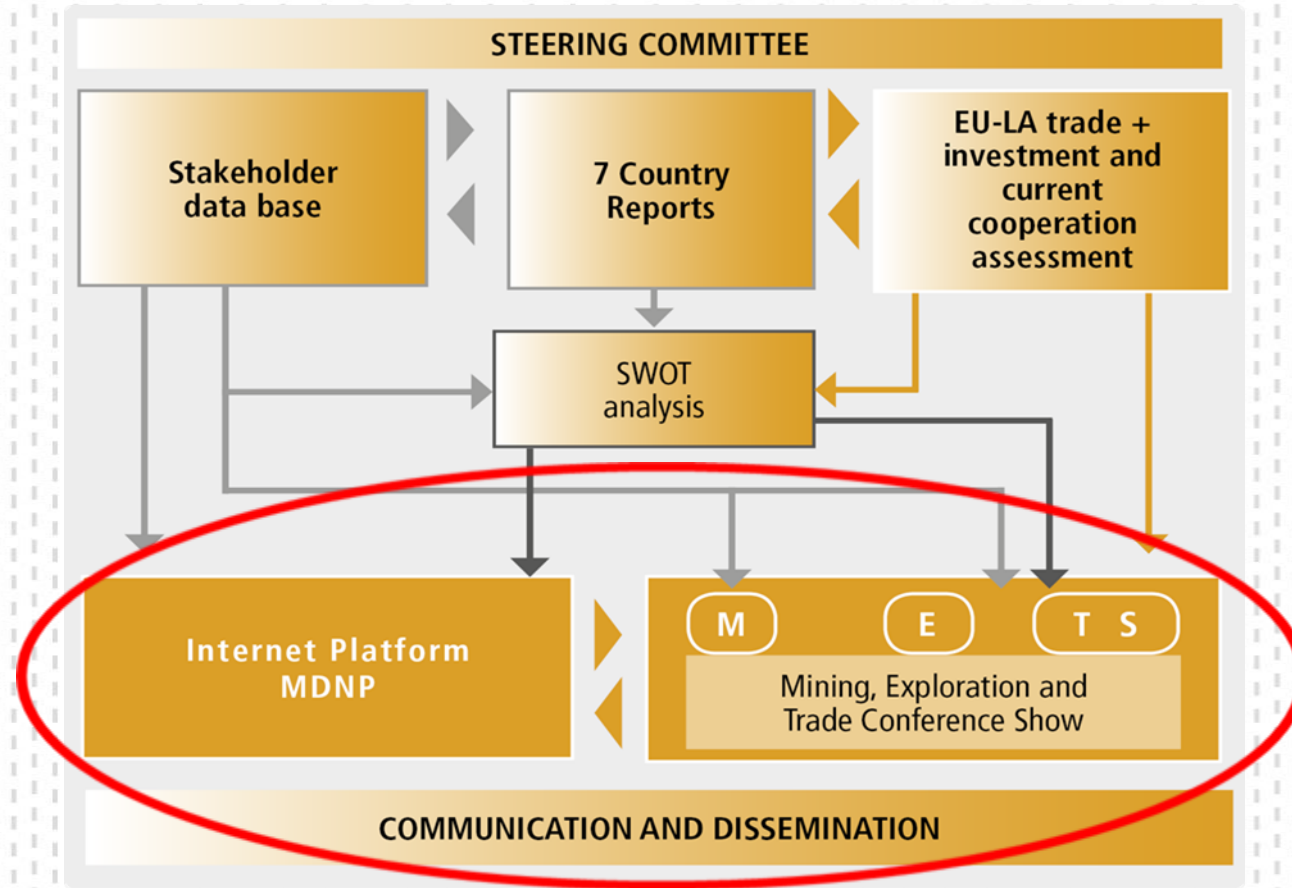 STEERING COMMITTEE
Stakeholder
data base
7 Country
Reports
EU-LA trade +
investment and
current
cooperation
assessment
SWOT
analysis
Internet Platform
MDNP
M E T S
Mining, Exploration and
Trade Conference Show
COMMUNICATION AND DISSEMINATION